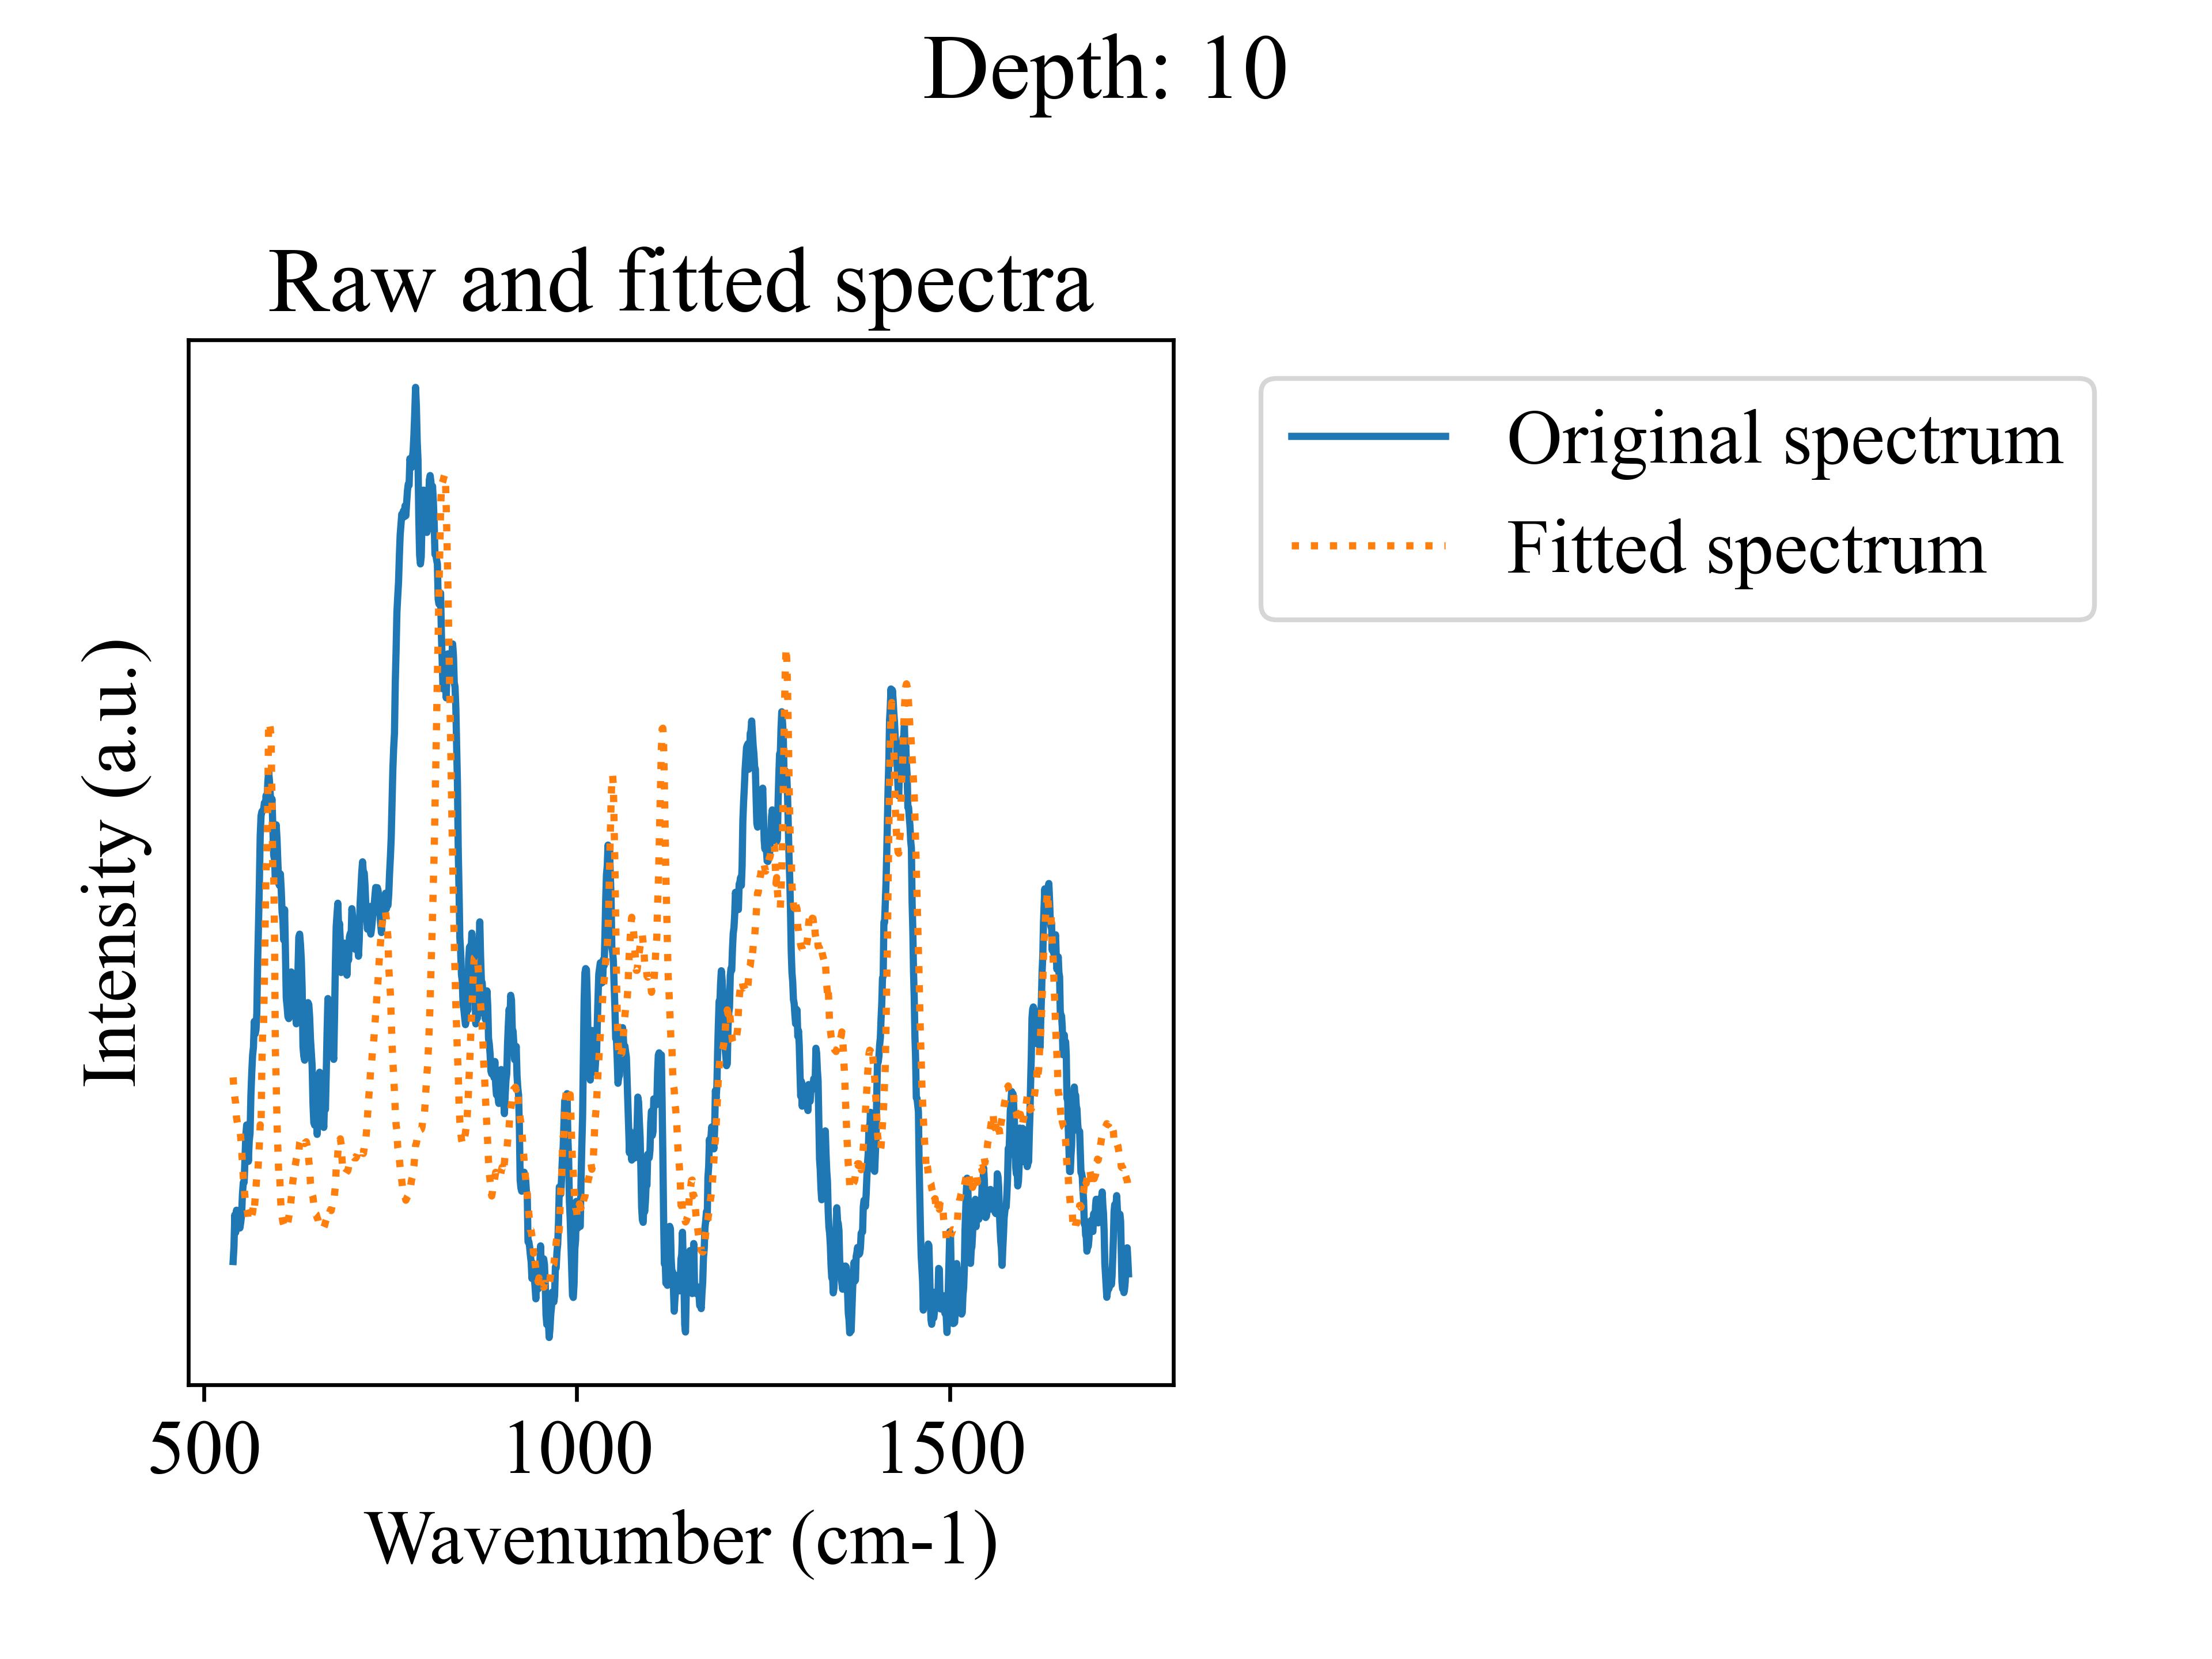 Depth: 10
Raw and fitted spectra
Original spectrum
Fitted spectrum
Intensity (a.u.)
500 1000 1500
Wavenumber (cm-1)